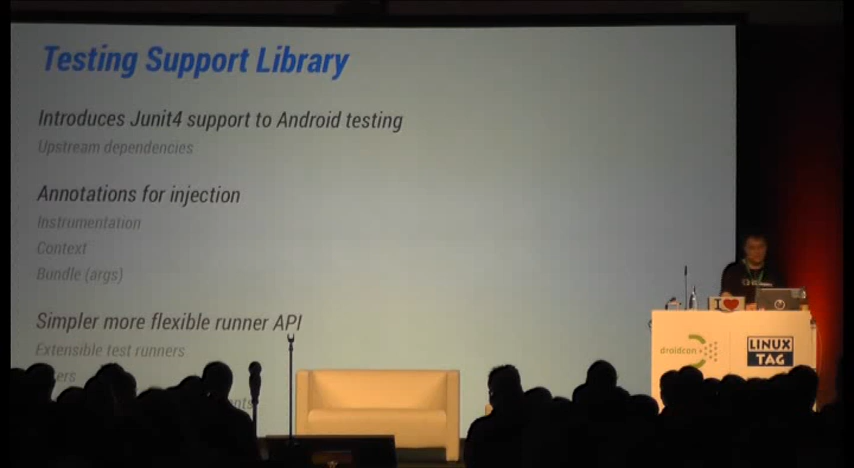 Testing Support Library
Introduces Junit4 support to Android testing
Upstream dependencies
Annotations for injection
Instrumentation
Context
Bundle (args)
Simpler more flexible runner API
Extensible test runners
droidcon
LINUX
TAG